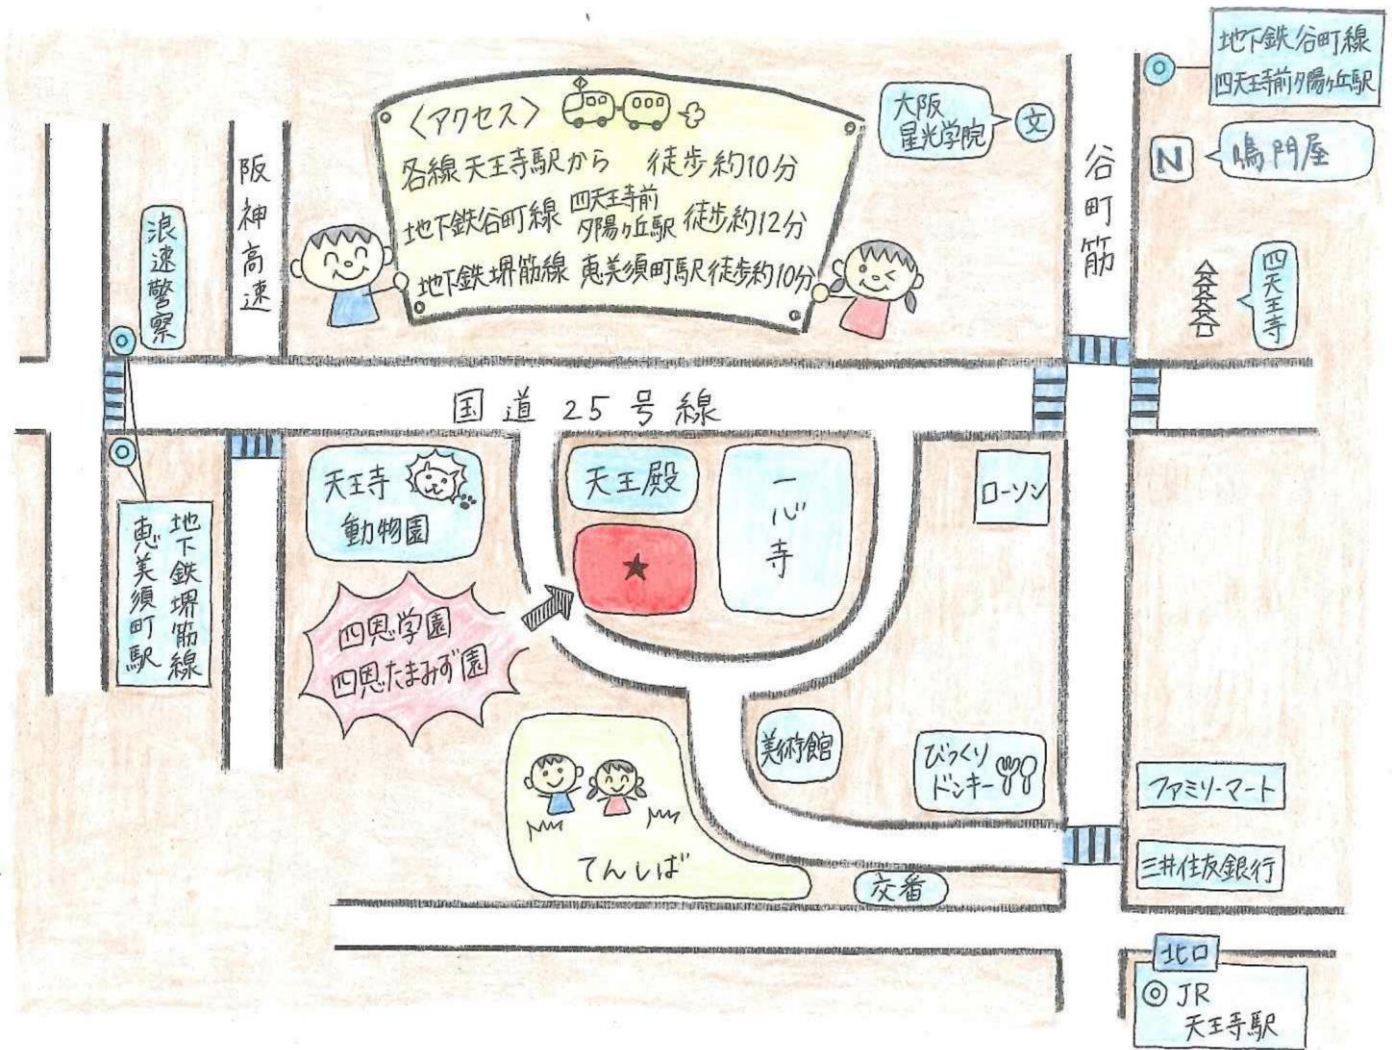 地下鉄谷町線
四天王寺前夕陽ヶ丘駅
〈アクセス〉
各線天王寺駅から 徒歩約10分
地下鉄谷町線 四天王寺前
夕陽ヶ丘駅 徒歩約12分
地下鉄堺筋線 恵美須町駅徒歩約10分
大阪
星光学院
文
N
鳴門屋
谷町筋
阪神高速
浪速警察
四天王寺
国道25号線
天王寺
動物園
天王殿
一心寺
ローソン
★
地下鉄堺筋線
恵美須町駅
四恩学園
四恩たまみず園
美術館
びっくり
ドンキー
ファミリーマート
てんしば
三井住友銀行
交番
北口
◎JR
天王寺駅